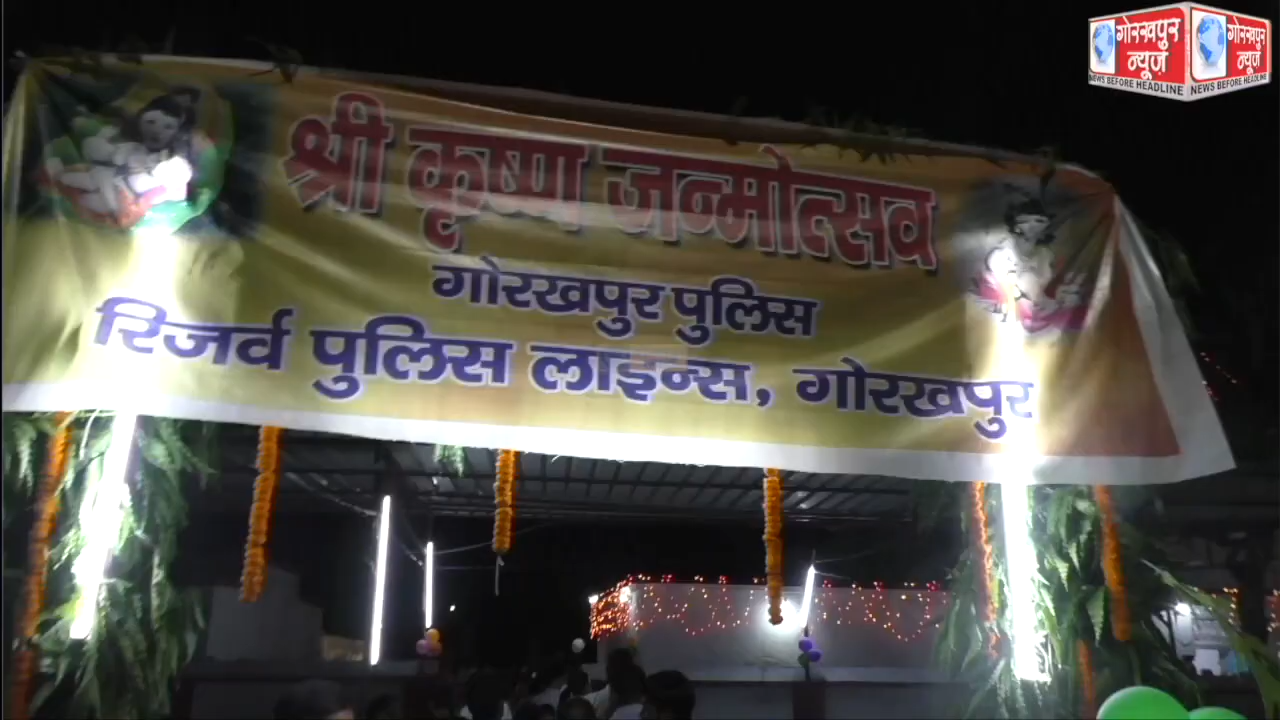 गोरखपुर
न्यूज़
NEWS BEFORE HEADLINE
गोरखपुर
न्यूज़
NEWS BEFORE HEADLINE
श्री कृष्ण जन्मोत्सव
गोरखपुर पुलिस
रिजर्व पुलिस लाइन्स, गोरखपुर